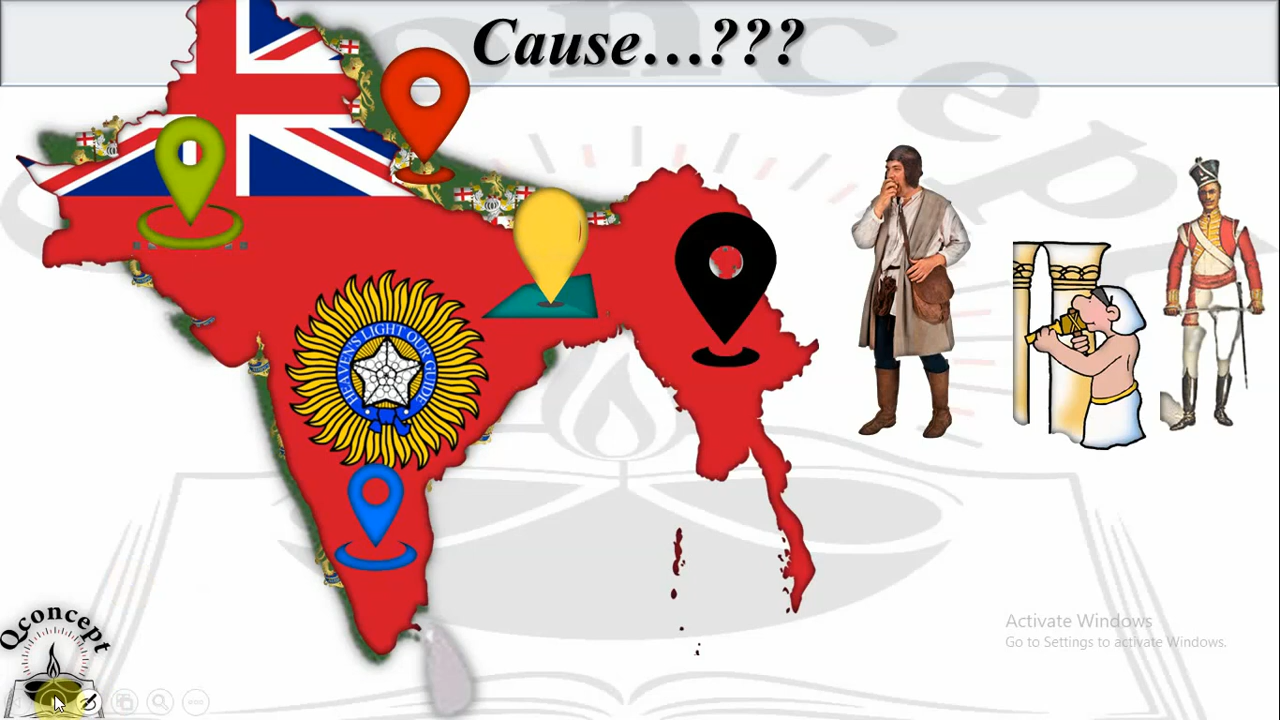 Cause...???
HEAVEN'S LIGHT OUR GUIDE
Qconcept
Activate Windows
Go to Settings to activate Windows.